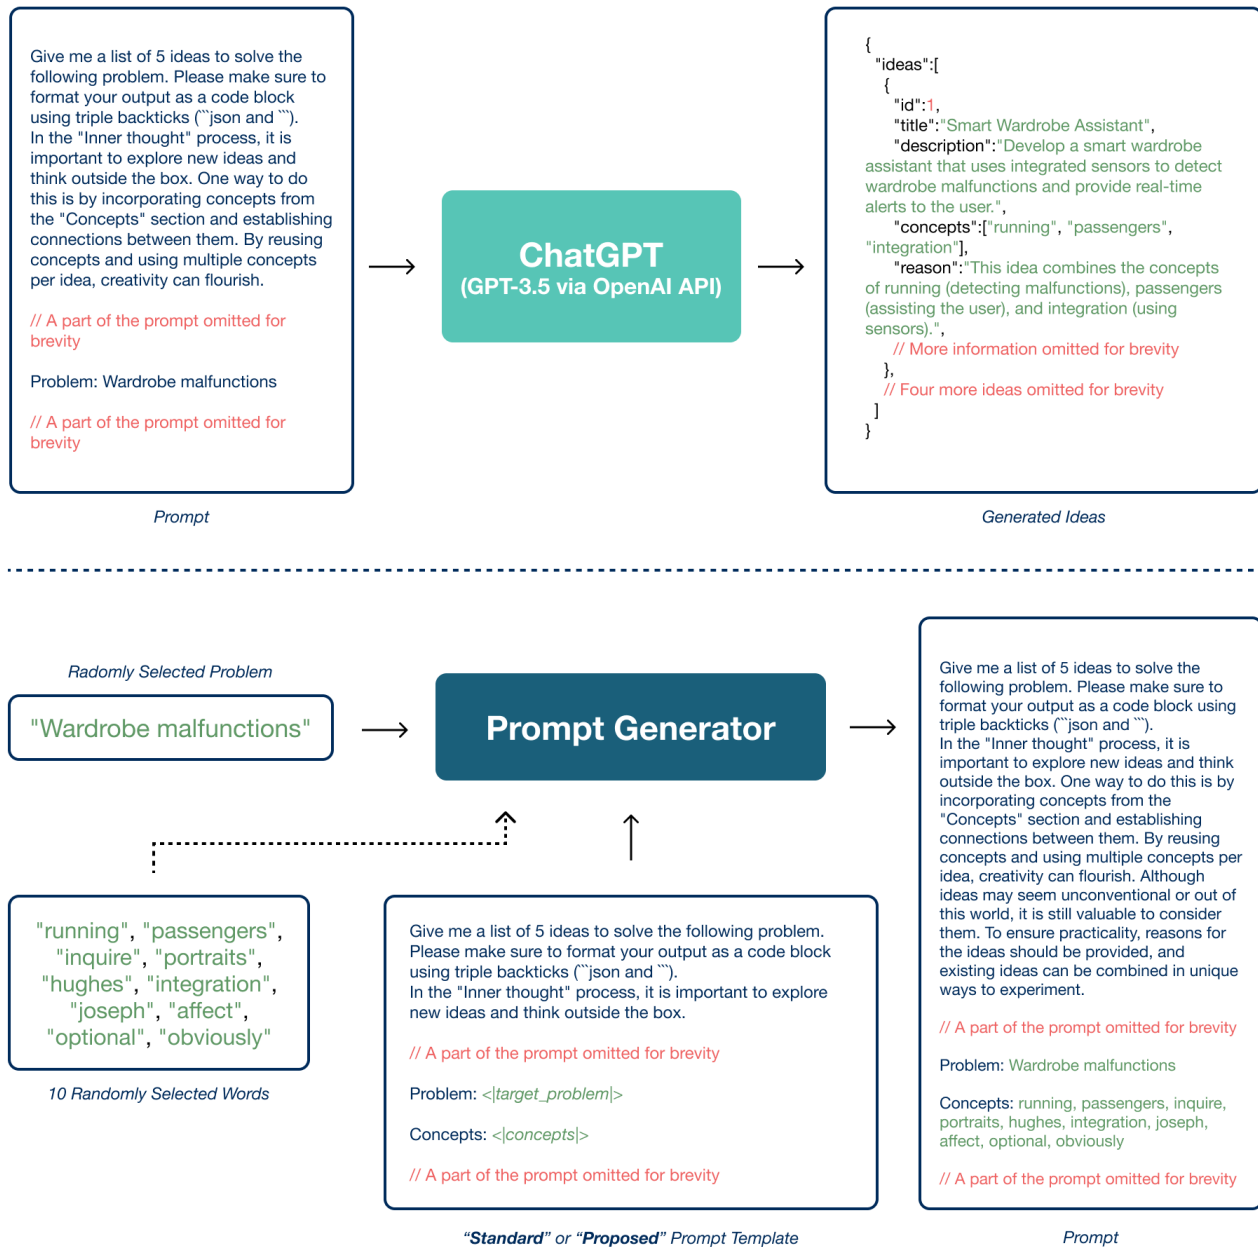 Give me a list of 5 ideas to solve the
following problem. Please make sure to
format your output as a code block
using triple backticks (```json and ```).
In the "Inner thought" process, it is
important to explore new ideas and
think outside the box. One way to do
this is by incorporating concepts from
the "Concepts" section and establishing
connections between them. By reusing
concepts and using multiple concepts
per idea, creativity can flourish.
// A part of the prompt omitted for
brevity
Problem: Wardrobe malfunctions
// A part of the prompt omitted for
brevity
Prompt
ChatGPT
(GPT-3.5 via OpenAI API)
{
"ideas":[
{
"id":1,
"title":"Smart Wardrobe Assistant",
"description":"Develop a smart wardrobe
assistant that uses integrated sensors to detect
wardrobe malfunctions and provide real-time
alerts to the user.",
"concepts":["running", "passengers",
"integration"],
"reason":"This idea combines the concepts
of running (detecting malfunctions), passengers
(assisting the user), and integration (using
sensors).",
// More information omitted for brevity
},
// Four more ideas omitted for brevity
]
}
Generated Ideas
Radomly Selected Problem
"Wardrobe malfunctions"
Prompt Generator
"running", "passengers",
"inquire", "portraits",
"hughes", "integration",
"joseph", "affect",
"optional", "obviously"
10 Randomly Selected Words
Give me a list of 5 ideas to solve the following problem.
Please make sure to format your output as a code block
using triple backticks (```json and ```).
In the "Inner thought" process, it is important to explore
new ideas and think outside the box.
// A part of the prompt omitted for brevity
Problem: <|target_problem|>
Concepts: <|concepts|>
// A part of the prompt omitted for brevity
“Standard” or “Proposed” Prompt Template
Give me a list of 5 ideas to solve the
following problem. Please make sure to
format your output as a code block using
triple backticks (```json and ```).
In the "Inner thought" process, it is
important to explore new ideas and think
outside the box. One way to do this is by
incorporating concepts from the
"Concepts" section and establishing
connections between them. By reusing
concepts and using multiple concepts per
idea, creativity can flourish. Although
ideas may seem unconventional or out of
this world, it is still valuable to consider
them. To ensure practicality, reasons for
the ideas should be provided, and
existing ideas can be combined in unique
ways to experiment.
// A part of the prompt omitted for brevity
Problem: Wardrobe malfunctions
Concepts: running, passengers, inquire,
portraits, hughes, integration, joseph,
affect, optional, obviously
// A part of the prompt omitted for brevity
Prompt